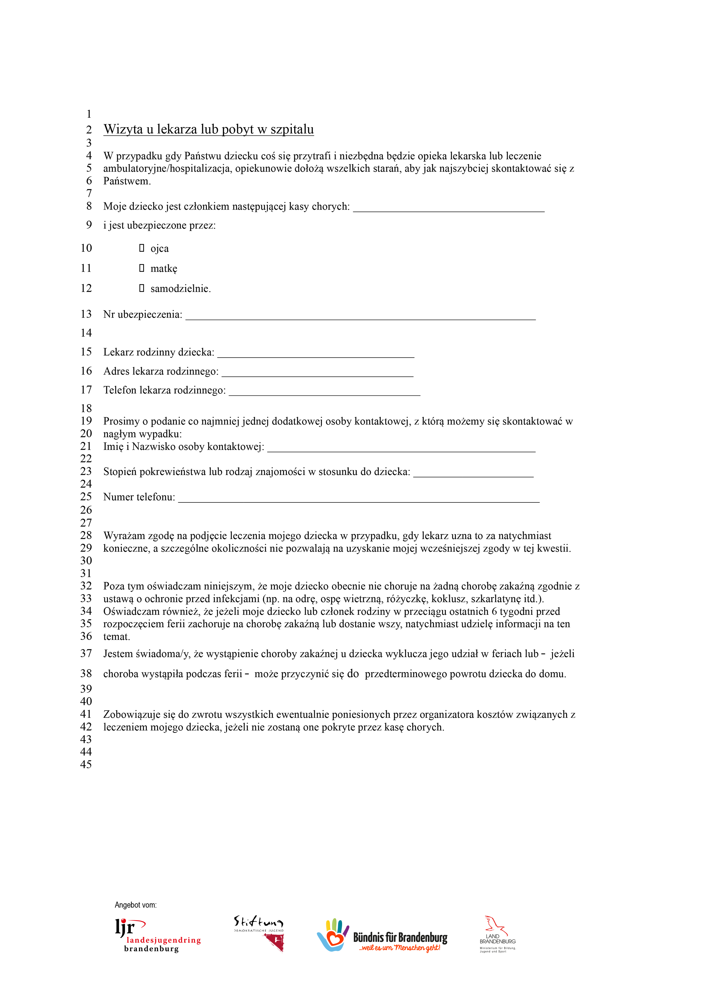 1
2 Wizyta u lekarza lub pobyt w szpitalu
3
4 W przypadku gdy Państwu dziecku coś się przytrafi i niezbędna będzie opieka lekarska lub leczenie
5 ambulatoryjne/hospitalizacja, opiekunowie dołożą wszelkich starań, aby jak najszybciej skontaktować się z
6 Państwem.
7
8 Moje dziecko jest członkiem następującej kasy chorych: ___________________________________
9 i jest ubezpieczone przez:
10 ▯ ojca
11 ▯ matkę
12 ▯ samodzielnie.
13 Nr ubezpieczenia: ________________________________________________________________
14
15 Lekarz rodzinny dziecka: ____________________________________
16 Adres lekarza rodzinnego: ___________________________________
17 Telefon lekarza rodzinnego: ___________________________________
18
19 Prosimy o podanie co najmniej jednej dodatkowej osoby kontaktowej, z którą możemy się skontaktować w
20 nagłym wypadku:
21 Imię i Nazwisko osoby kontaktowej: _________________________________________________
22
23 Stopień pokrewieństwa lub rodzaj znajomości w stosunku do dziecka: ______________________
24
25 Numer telefonu: __________________________________________________________________
26
27
28 Wyrażam zgodę na podjęcie leczenia mojego dziecka w przypadku, gdy lekarz uzna to za natychmiast
29 konieczne, a szczególne okoliczności nie pozwalają na uzyskanie mojej wcześniejszej zgody w tej kwestii.
30
31
32 Poza tym oświadczam niniejszym, że moje dziecko obecnie nie choruje na żadną chorobę zakaźną zgodnie z
33 ustawą o ochronie przed infekcjami (np. na odrę, ospę wietrzną, różyczkę, koklusz, szkarlatynę itd.).
34 Oświadczam również, że jeżeli moje dziecko lub członek rodziny w przeciągu ostatnich 6 tygodni przed
35 rozpoczęciem ferii zachoruje na chorobę zakaźną lub dostanie wszy, natychmiast udzielę informacji na ten
36 temat.
37 Jestem świadoma/y, że wystąpienie choroby zakaźnej u dziecka wyklucza jego udział w feriach lub – jeżeli
38 choroba wystąpiła podczas ferii – może przyczynić się do przedterminowego powrotu dziecka do domu.
39
40
41 Zobowiązuje się do zwrotu wszystkich ewentualnie poniesionych przez organizatora kosztów związanych z
42 leczeniem mojego dziecka, jeżeli nie zostaną one pokryte przez kasę chorych.
43
44
45
Angebot vom:
ljr
landesjugendring
brandenburg
Stiftung
DEMOKRATISCHE JUGEND
Bündnis für Brandenburg
...weil es um Menschen geht!
LAND
BRANDENBURG
Ministerium für Bildung,
Jugend und Sport